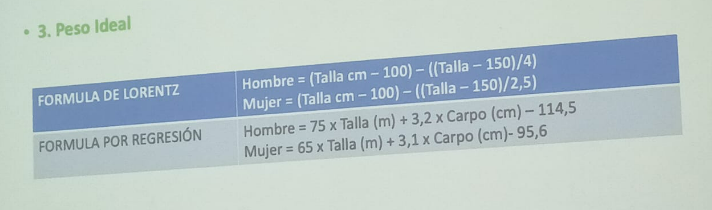 • 3. Peso Ideal
FORMULA DE LORENTZ
Hombre = (Talla cm – 100) – ((Talla – 150)/4)
Mujer = (Talla cm – 100) – ((Talla – 150)/2,5)
FORMULA POR REGRESIÓN
Hombre = 75 x Talla (m) + 3,2 x Carpo (cm) – 114,5
Mujer = 65 x Talla (m) + 3,1 x Carpo (cm)- 95,6